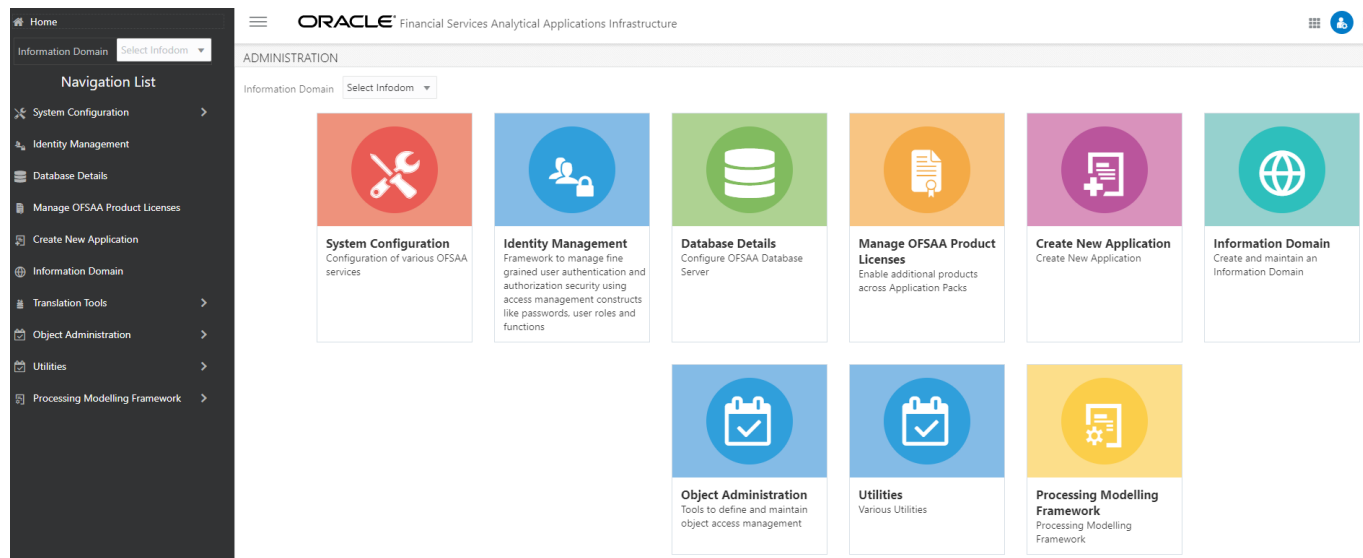 Home
Information Domain Select Infodom
Navigation List
System Configuration
Identity Management
Database Details
Manage OFSAA Product Licenses
Create New Application
Information Domain
Translation Tools
Object Administration
Utilities
Processing Modelling Framework
ORACLE Financial Services Analytical Applications Infrastructure
ADMINISTRATION
Information Domain Select Infodom
System Configuration
Configuration of various OFSAA
services
Identity Management
Framework to manage fine
grained user authentication and
authorization security using
access management constructs
like passwords, user roles and
functions
Database Details
Configure OFSAA Database
Server
Manage OFSAA Product
Licenses
Enable additional products
across Application Packs
Create New Application
Create New Application
Information Domain
Create and maintain an
Information Domain
Object Administration
Tools to define and maintain
object access management
Utilities
Various Utilities
Processing Modelling
Framework
Processing Modelling
Framework